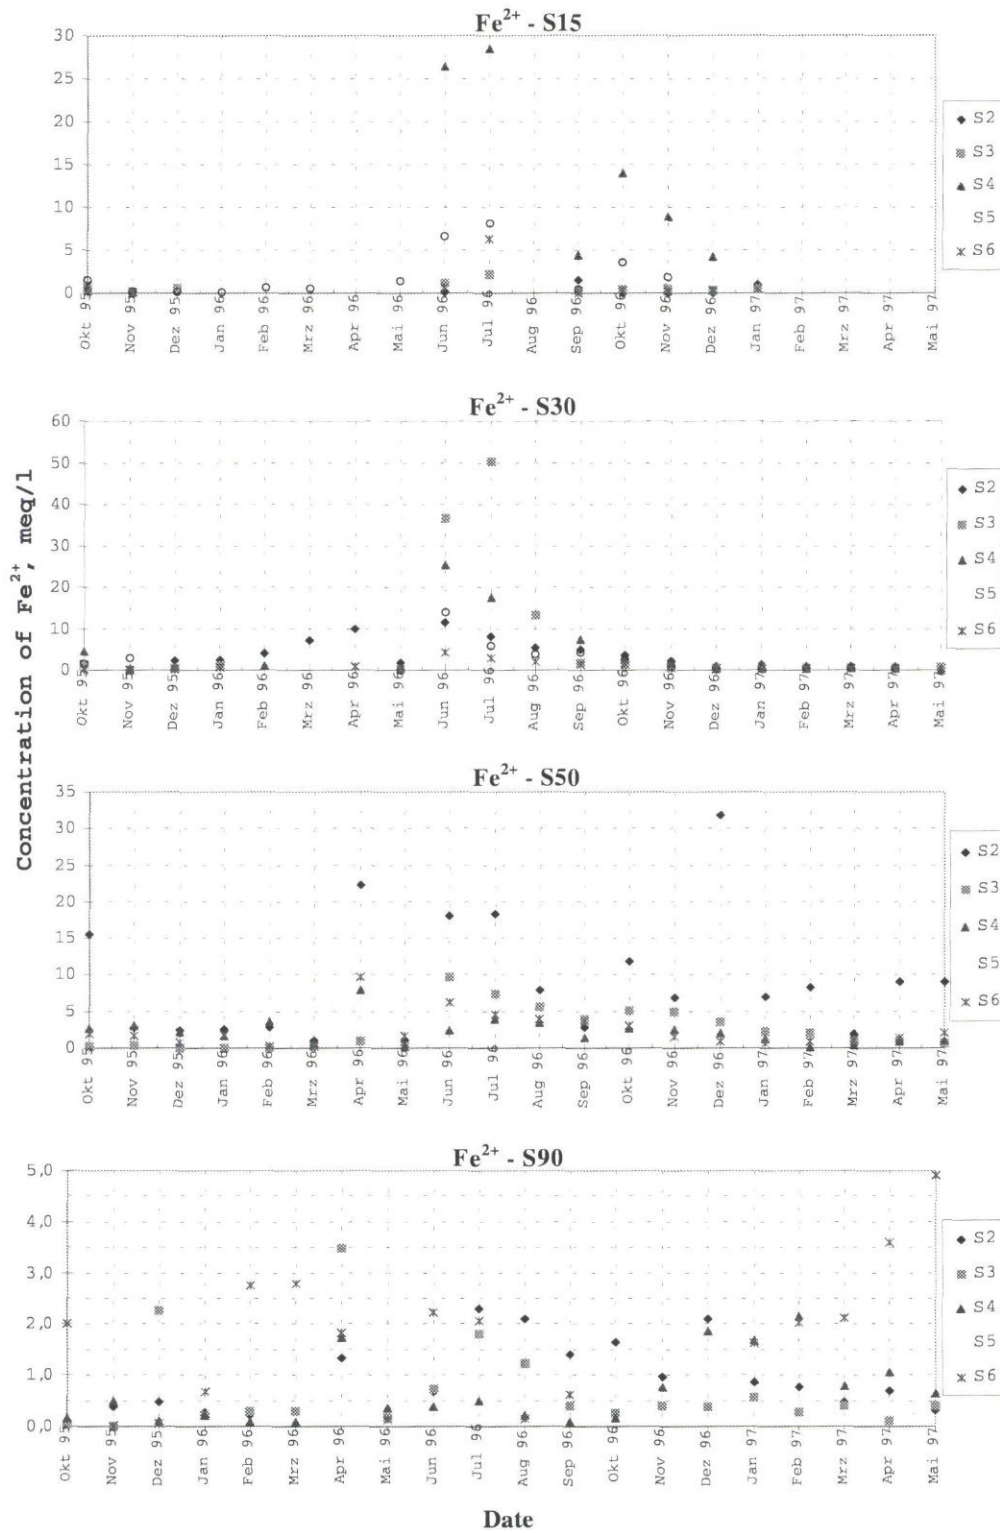 Fe²⁺ - S15
30
25
20
15
10
5
0
Okt 95
Nov 95
Dez 95
Jan 96
Feb 96
Mrz 96
Apr 96
Mai 96
Jun 96
Jul 96
Aug 96
Sep 96
Okt 96
Nov 96
Dez 96
Jan 97
Feb 97
Mrz 97
Apr 97
Mai 97
S2
S3
S4
S5
S6
Concentration of Fe²⁺, meq/l
Fe²⁺ - S30
60
50
40
30
20
10
0
Okt 95
Nov 95
Dez 95
Jan 96
Feb 96
Mrz 96
Apr 96
Mai 96
Jun 96
Jul 96
Aug 96
Sep 96
Okt 96
Nov 96
Dez 96
Jan 97
Feb 97
Mrz 97
Apr 97
Mai 97
S2
S3
S4
S5
S6
Fe²⁺ - S50
35
30
25
20
15
10
5
0
Okt 95
Nov 95
Dez 95
Jan 96
Feb 96
Mrz 96
Apr 96
Mai 96
Jun 96
Jul 96
Aug 96
Sep 96
Okt 96
Nov 96
Dez 96
Jan 97
Feb 97
Mrz 97
Apr 97
Mai 97
S2
S3
S4
S5
S6
Fe²⁺ - S90
5,0
4,0
3,0
2,0
1,0
0,0
Okt 95
Nov 95
Dez 95
Jan 96
Feb 96
Mrz 96
Apr 96
Mai 96
Jun 96
Jul 96
Aug 96
Sep 96
Okt 96
Nov 96
Dez 96
Jan 97
Feb 97
Mrz 97
Apr 97
Mai 97
S2
S3
S4
S5
S6
Date